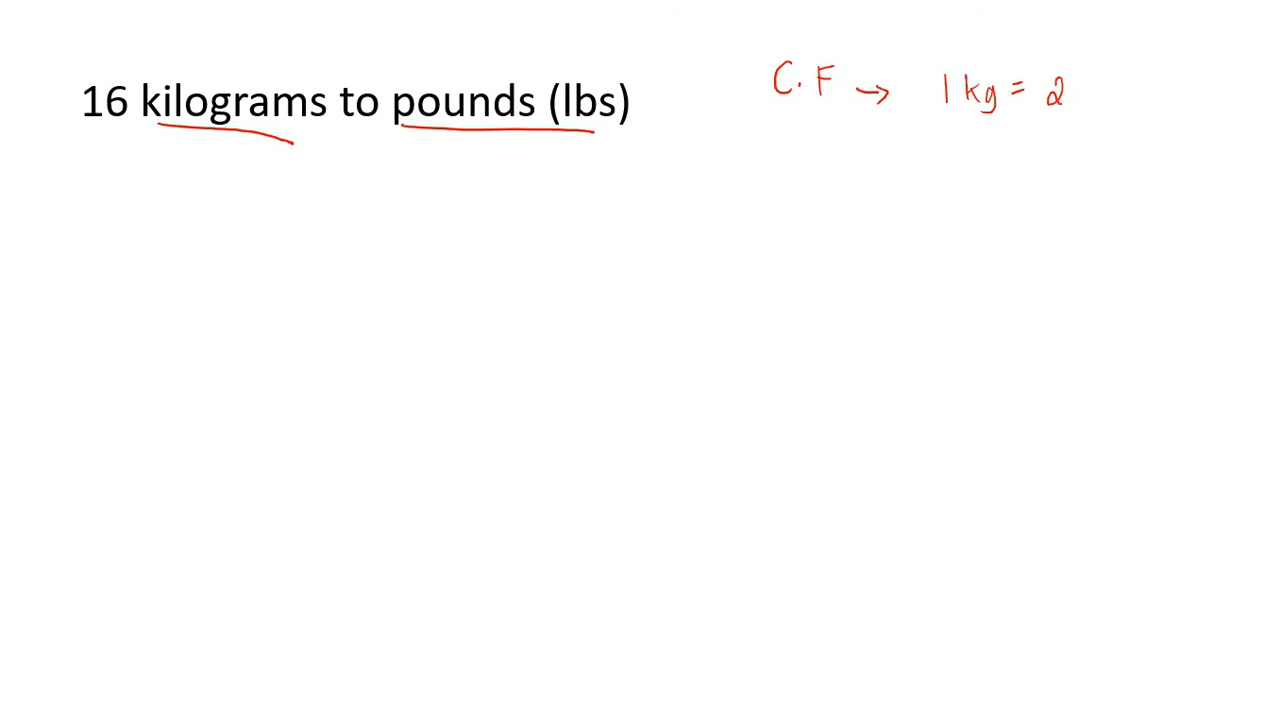 16 kilograms to pounds (lbs)
C.F → 1 kg = 2